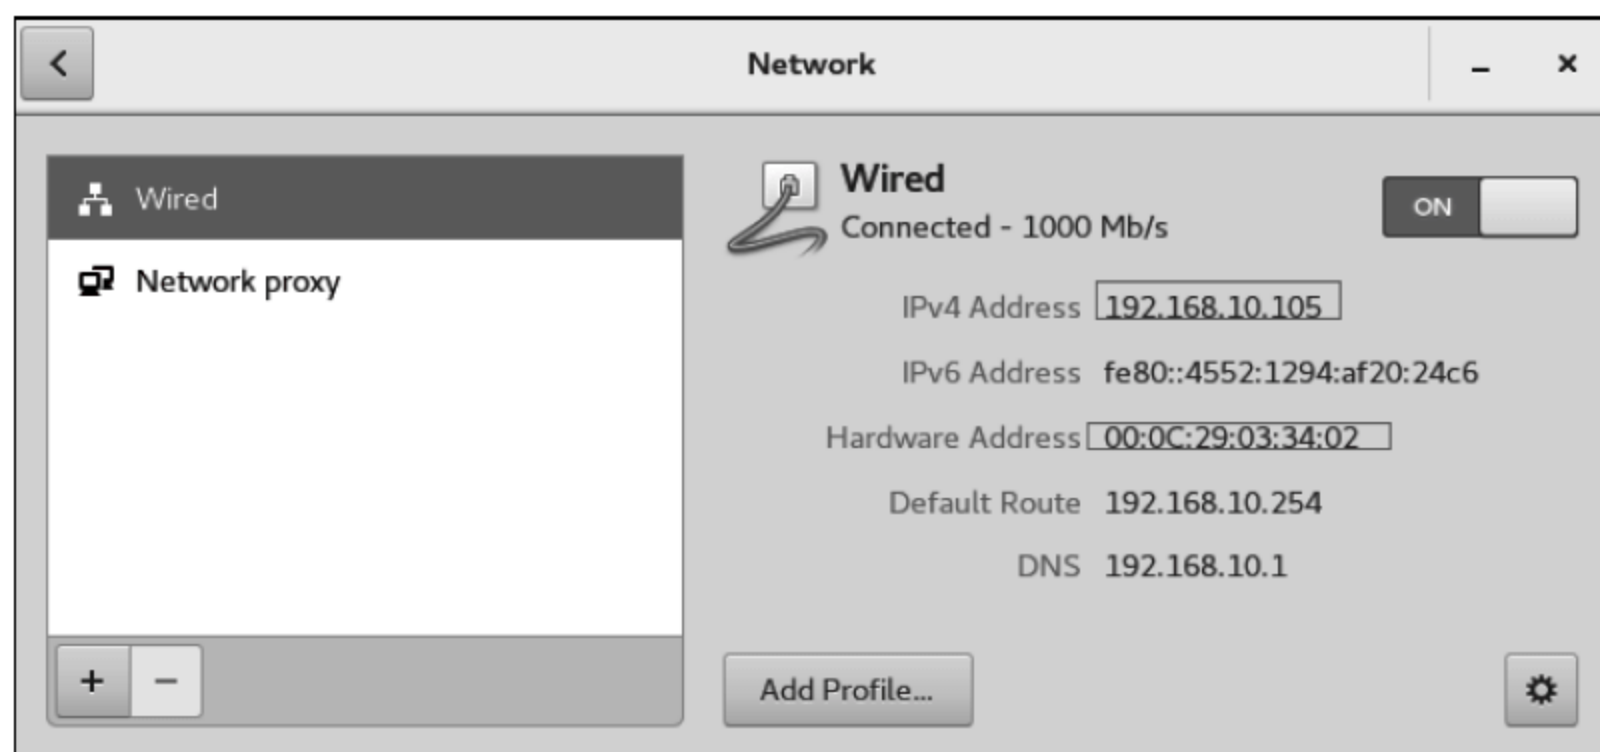 Network
Wired
Network proxy
Wired
Connected - 1000 Mb/s
ON
IPv4 Address 192.168.10.105
IPv6 Address fe80::4552:1294:af20:24c6
Hardware Address 00:0C:29:03:34:02
Default Route 192.168.10.254
DNS 192.168.10.1
Add Profile...